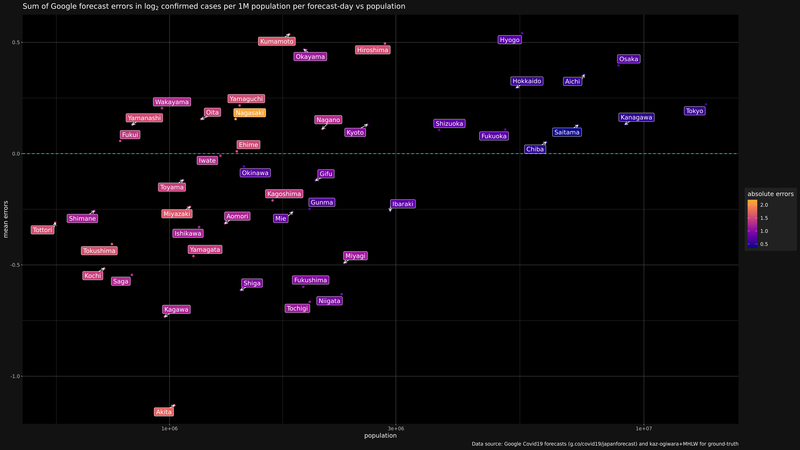 Sum of Google forecast errors in log₂ confirmed cases per 1M population per forecast-day vs population
0.5
Kumamoto
Okayama
Hiroshima
Hyogo
Osaka
Hokkaido
Aichi
Wakayama
Yamaguchi
Oita
Nagasaki
Yamanashi
Fukui
Nagano
Kyoto
Shizuoka
Fukuoka
Tokyo
Kanagawa
Saitama
Chiba
0.0
Ehime
Iwate
Okinawa
Gifu
Toyama
Kagoshima
Gunma
Ibaraki
Shimane
Miyazaki
Aomori
Mie
Tottori
Ishikawa
Tokushima
Yamagata
Miyagi
-0.5
Kochi
Saga
Shiga
Fukushima
Niigata
Tochigi
Kagawa
-1.0
Akita
mean errors
absolute errors
2.0
1.5
1.0
0.5
1e+06
3e+06
1e+07
population
Data source: Google Covid19 forecasts (g.co/covid19/japanforecast) and kaz-ogiwara+MHLW for ground-truth